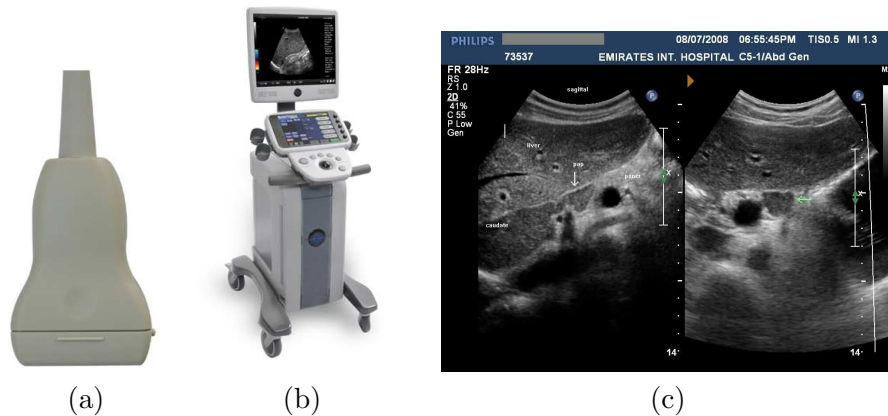 PHILIPS
08/07/2008 06:55:45PM TIS0.5 MI 1.3
73537 EMIRATES INT. HOSPITAL C5-1/Abd Gen
FR 28Hz
RS
Z 1.0
2D
41%
C 55
P Low
Gen
sagittal
P
P
liver
pap
panc
caudate
X
X
14
14
(a)
(b)
(c)